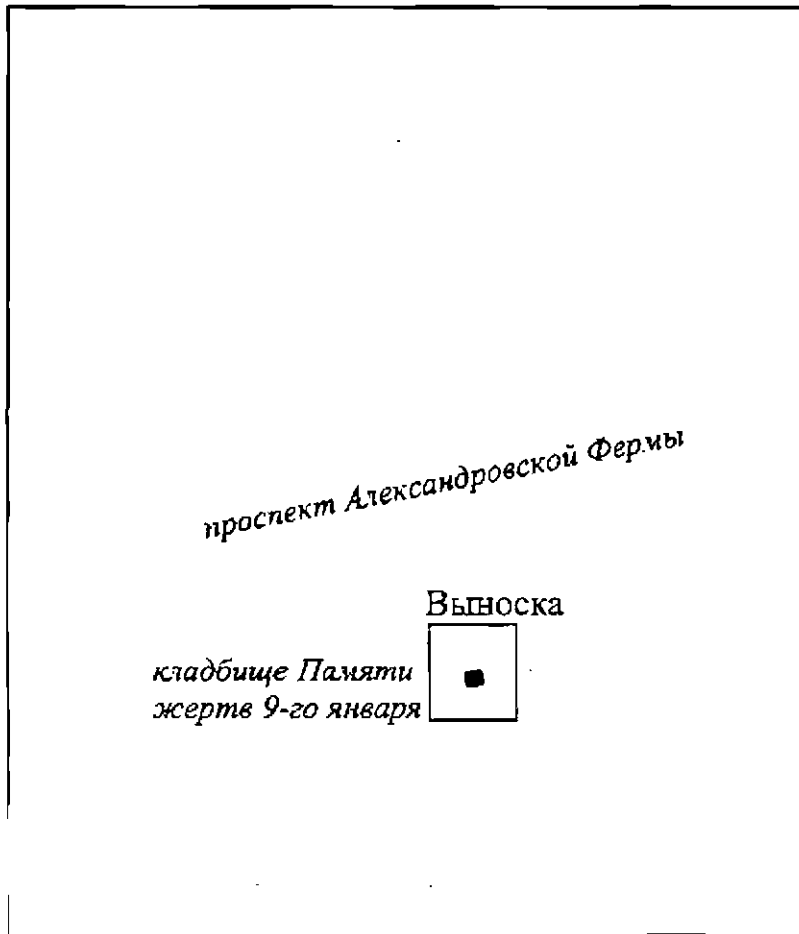 проспект Александровской Фермы
Выноска
кладбище Памяти
жертв 9-го января